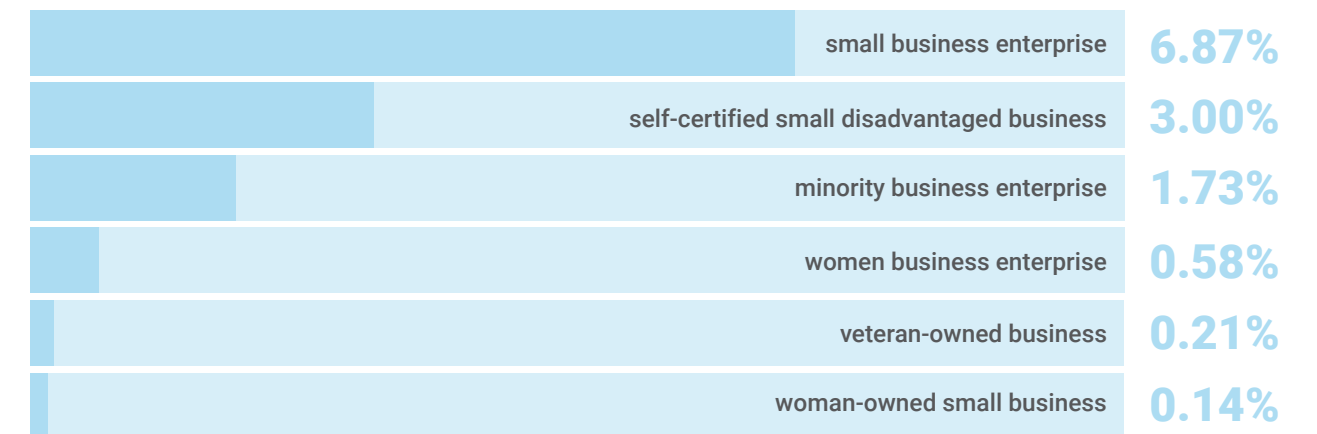 small business enterprise 6.87%
self-certified small disadvantaged business 3.00%
minority business enterprise 1.73%
women business enterprise 0.58%
veteran-owned business 0.21%
woman-owned small business 0.14%